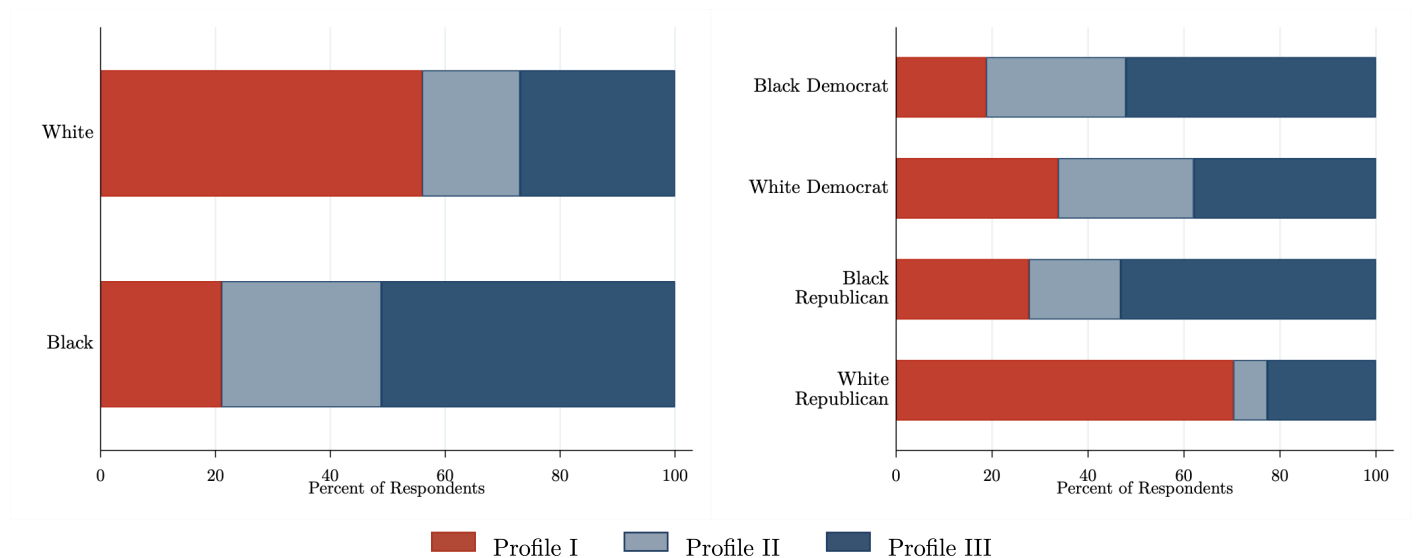 White
Black
0 20 40 60 80 100
Percent of Respondents
Black Democrat
White Democrat
Black
Republican
White
Republican
0 20 40 60 80 100
Percent of Respondents
Profile I Profile II Profile III